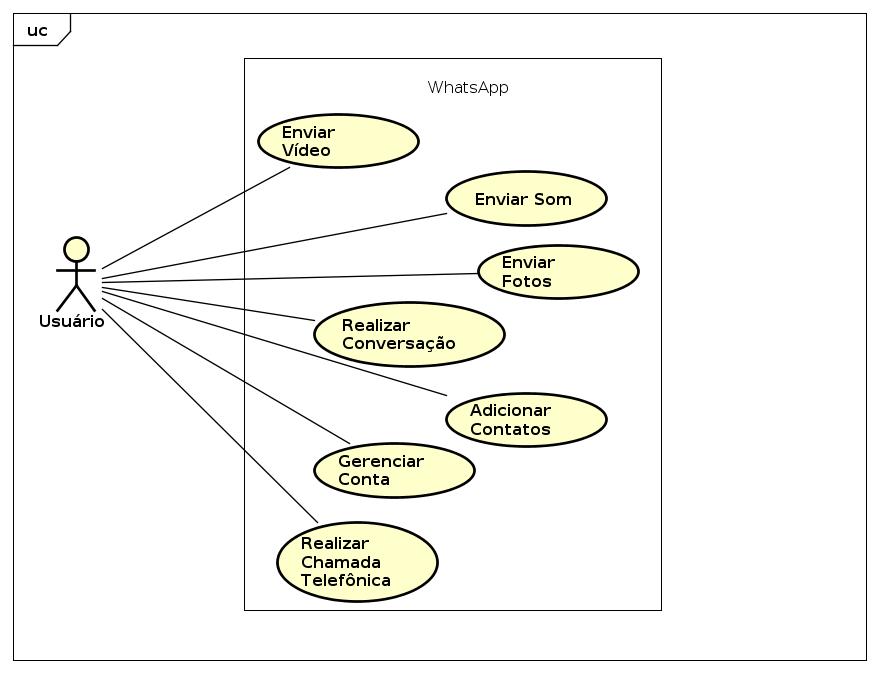 uc
WhatsApp
Enviar
Vídeo
Enviar Som
Enviar
Fotos
Usuário
Realizar
Conversação
Adicionar
Contatos
Gerenciar
Conta
Realizar
Chamada
Telefônica